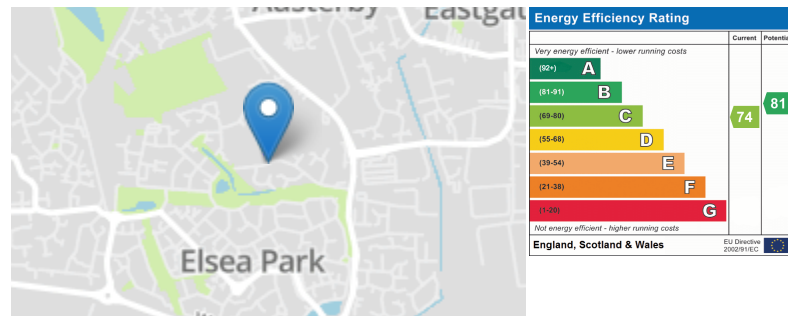 Austerby
Eastgat
Elsea Park
Energy Efficiency Rating
Current
Potentia
Very energy efficient - lower running costs
(92+) A
(81-91) B
81
(69-80) C
74
(55-68) D
(39-54) E
(21-38) F
(1-20) G
Not energy efficient - higher running costs
England, Scotland & Wales
EU Directive
2002/91/EC